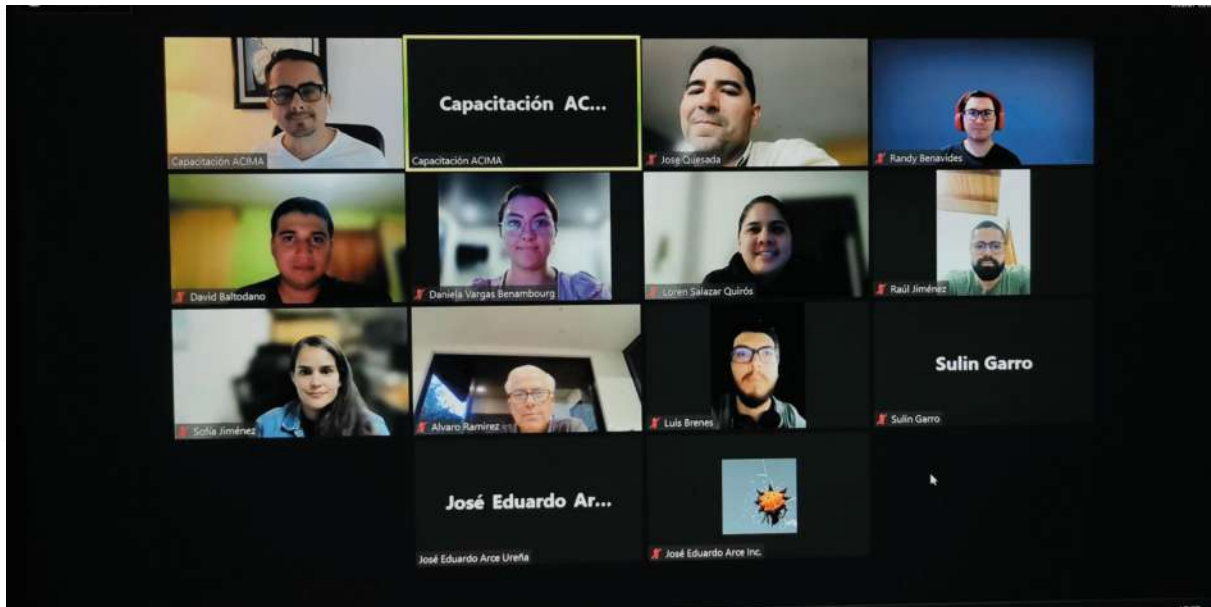 Capacitación ACIMA
Capacitación AC...
Capacitación ACIMA
Jose Quesada
Randy Benavides
David Baltodano
Daniela Vargas Benambourg
Loren Salazar Quirós
Raúl Jiménez
Sofía Jiménez
Alvaro Ramirez
Luis Brenes
Sulin Garro
Sulin Garro
José Eduardo Ar...
José Eduardo Arce Ureña
José Eduardo Arce Inc.